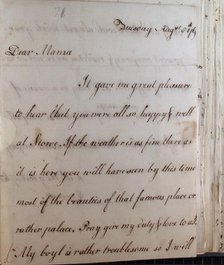 Tuesday Augst
Dear Mama
It gave me great pleasure
to hear that you were all so happy & well
at Stowe. If the weather is as fine there as
it is here you will have seen by this time
most of the beauties of that famous place or
rather palace. Pray give my duty & love to all
(My boy) is rather troublesome so I will